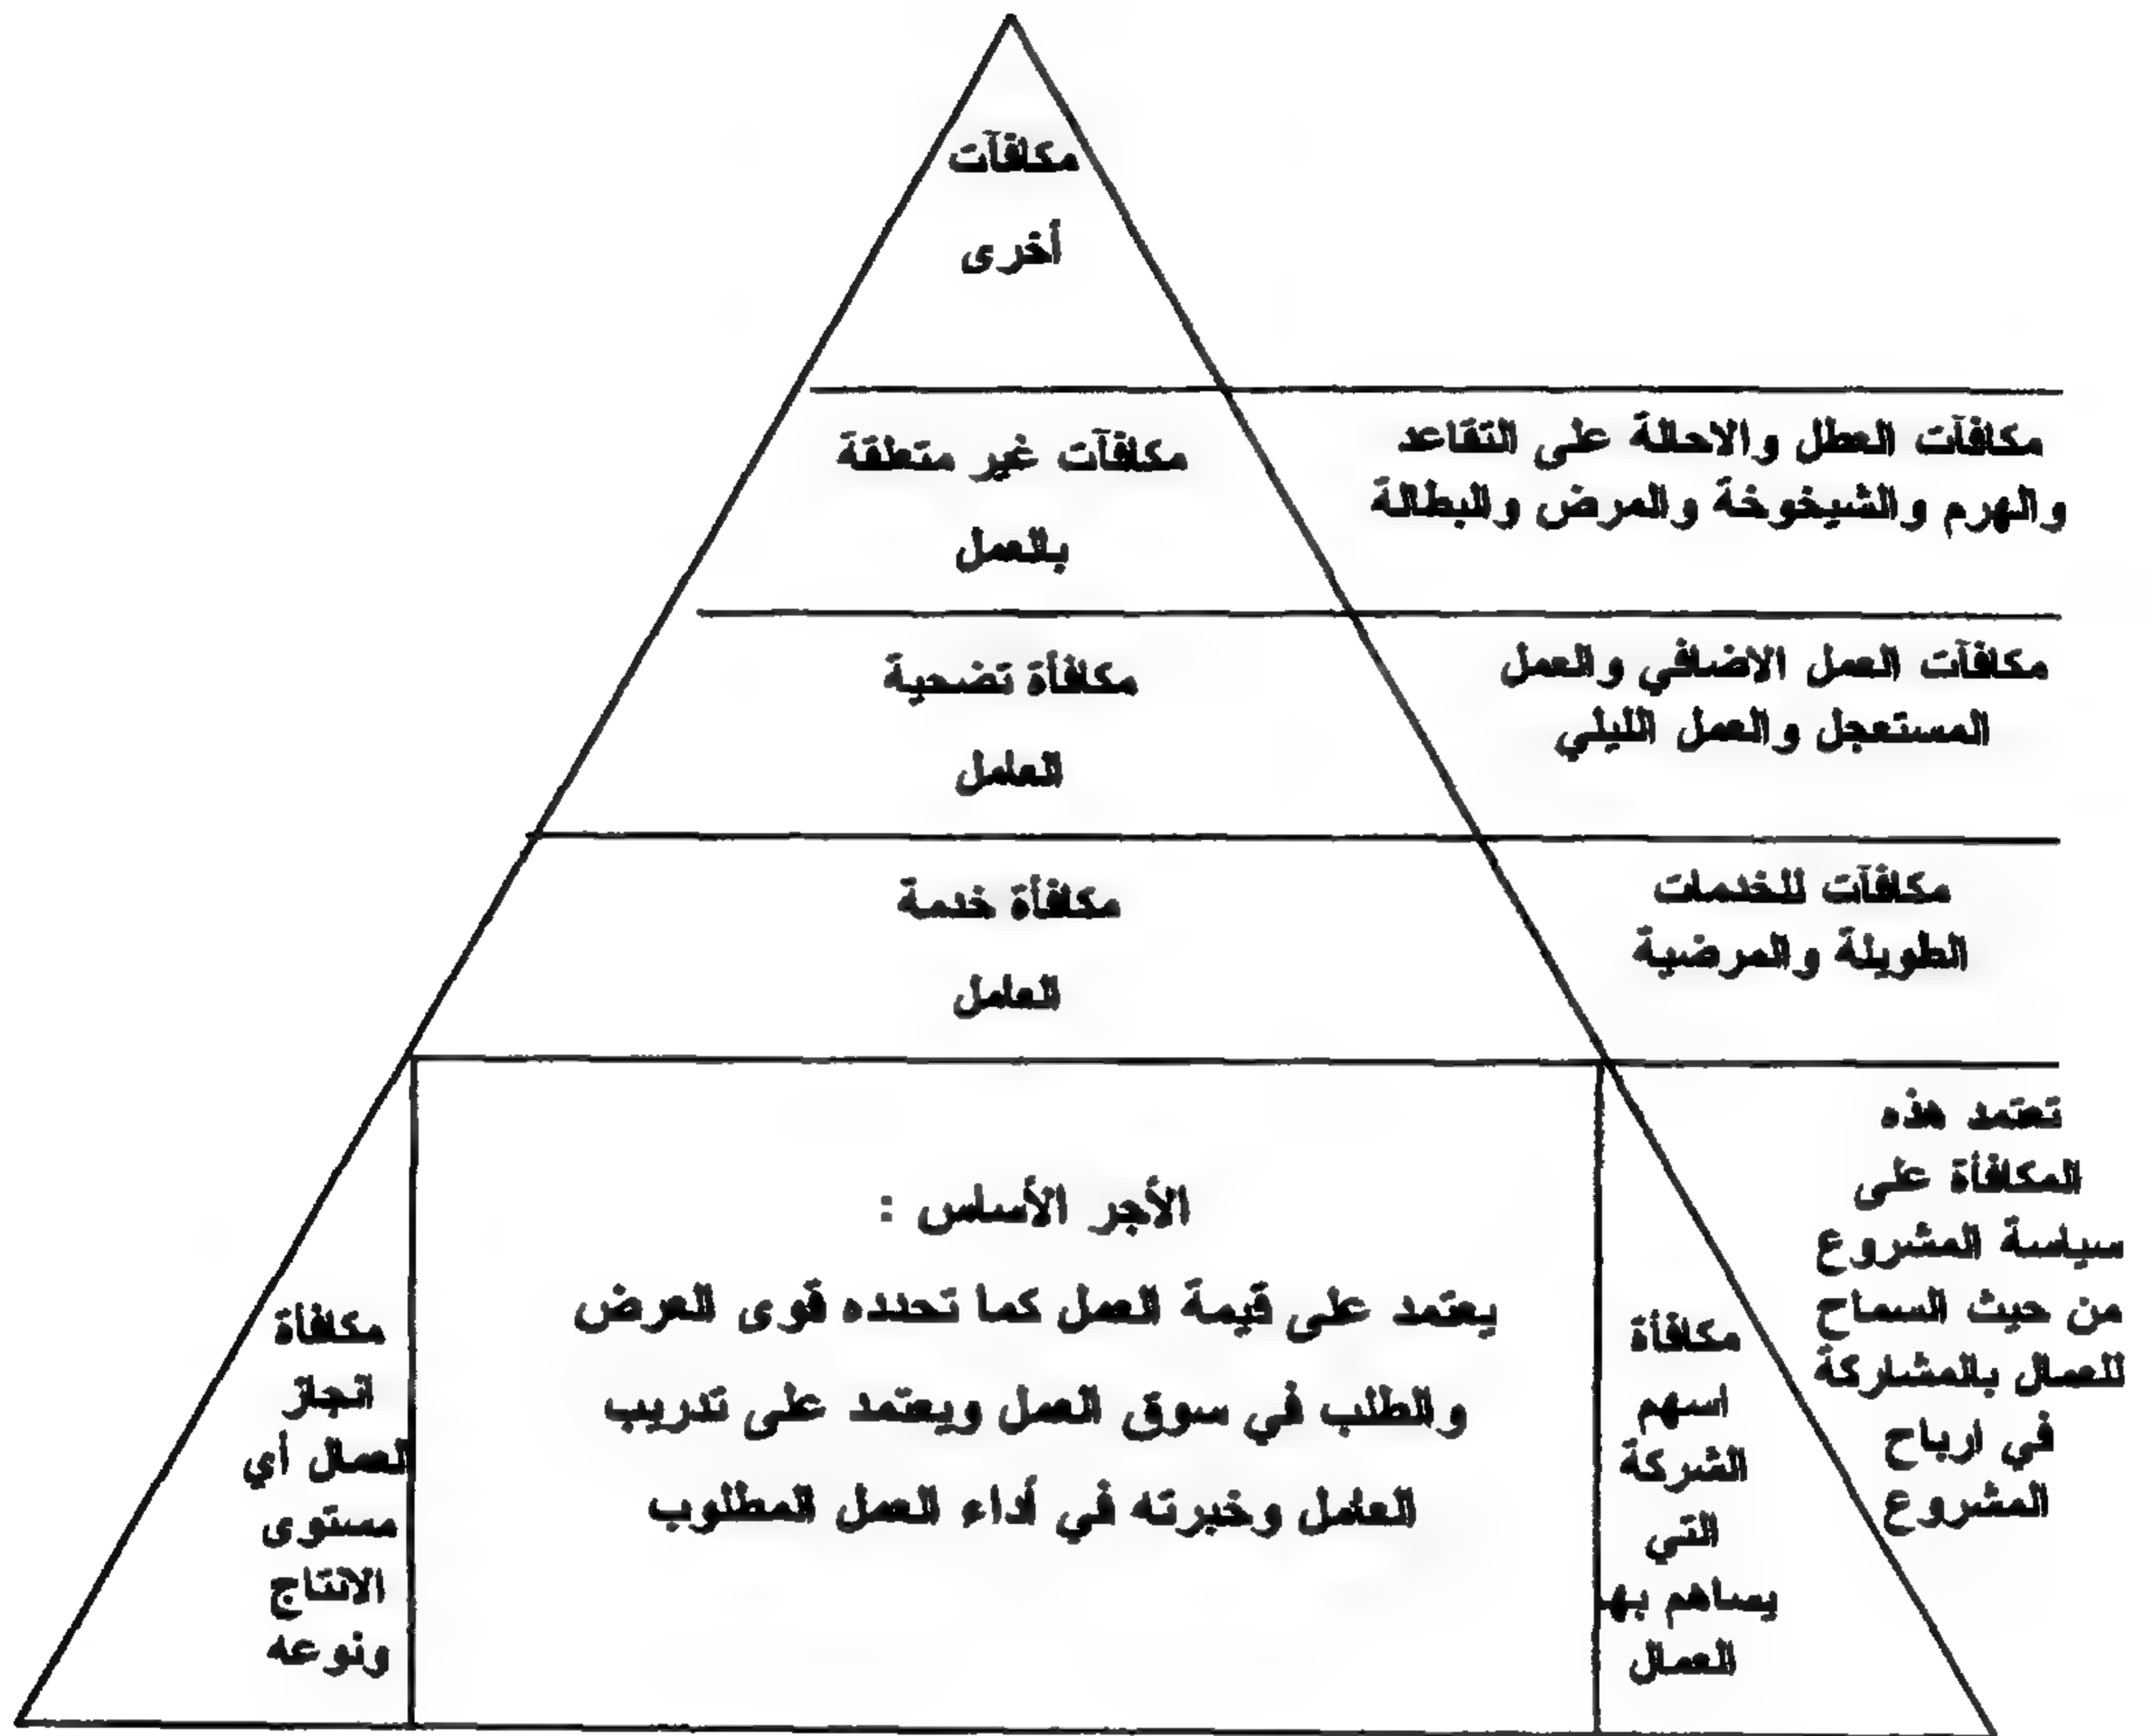 مكافآت
أخرى
مكافآت غير متعلقة
بالعمل
مكافآت العطل والاحالة على التقاعد
والهرم والشيخوخة والمرض والبطالة
مكافأة تضحية
العامل
مكافآت العمل الاضافي والعمل
المستعجل والعمل الليلي
مكافأة خدمة
العامل
مكافآت للخدمات
الطويلة والمرضية
تعتمد هذه
المكافأة على
سياسة المشروع
من حيث السماح
للعمال بالمشاركة
في ارباح
المشروع
مكافأة
اسهم
الشركة
التي
يساهم بها
العمال
الأجر الأساس :
يعتمد على قيمة العمل كما تحدده قوى العرض
والطلب في سوق العمل ويعتمد على تدريب
العامل وخبرته في أداء العمل المطلوب
مكافأة
انجاز
العمال أي
مستوى
الانتاج
ونوعه